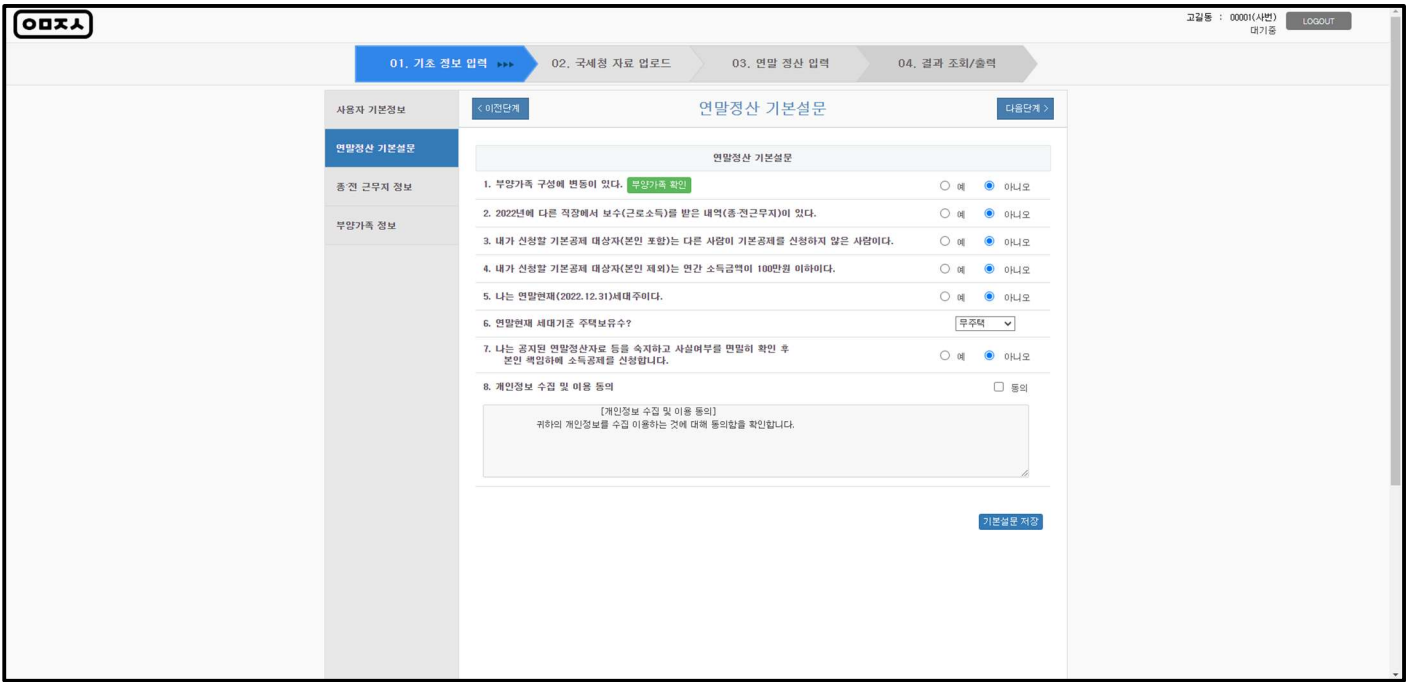 이미지스
고길동 : 00001(사번)
대기중
LOGOUT
01. 기초 정보 입력 ▸▸▸
02. 국세청 자료 업로드
03. 연말 정산 입력
04. 결과 조회/출력
사용자 기본정보
연말정산 기본설문
종·전 근무지 정보
부양가족 정보
< 이전단계
연말정산 기본설문
다음단계 >
연말정산 기본설문
1. 부양가족 구성에 변동이 있다. 부양가족 확인 예 아니오
2. 2022년에 다른 직장에서 보수(근로소득)를 받은 내역(종·전근무지)이 있다. 예 아니오
3. 내가 신청할 기본공제 대상자(본인 포함)는 다른 사람이 기본공제를 신청하지 않은 사람이다. 예 아니오
4. 내가 신청할 기본공제 대상자(본인 제외)는 연간 소득금액이 100만원 이하이다. 예 아니오
5. 나는 연말현재(2022.12.31)세대주이다. 예 아니오
6. 연말현재 세대기준 주택보유수? 무주택
7. 나는 공지된 연말정산자료 등을 숙지하고 사실여부를 면밀히 확인 후
본인 책임하에 소득공제를 신청합니다. 예 아니오
8. 개인정보 수집 및 이용 동의 동의
[개인정보 수집 및 이용 동의]
귀하의 개인정보를 수집 이용하는 것에 대해 동의함을 확인합니다.
기본설문 저장